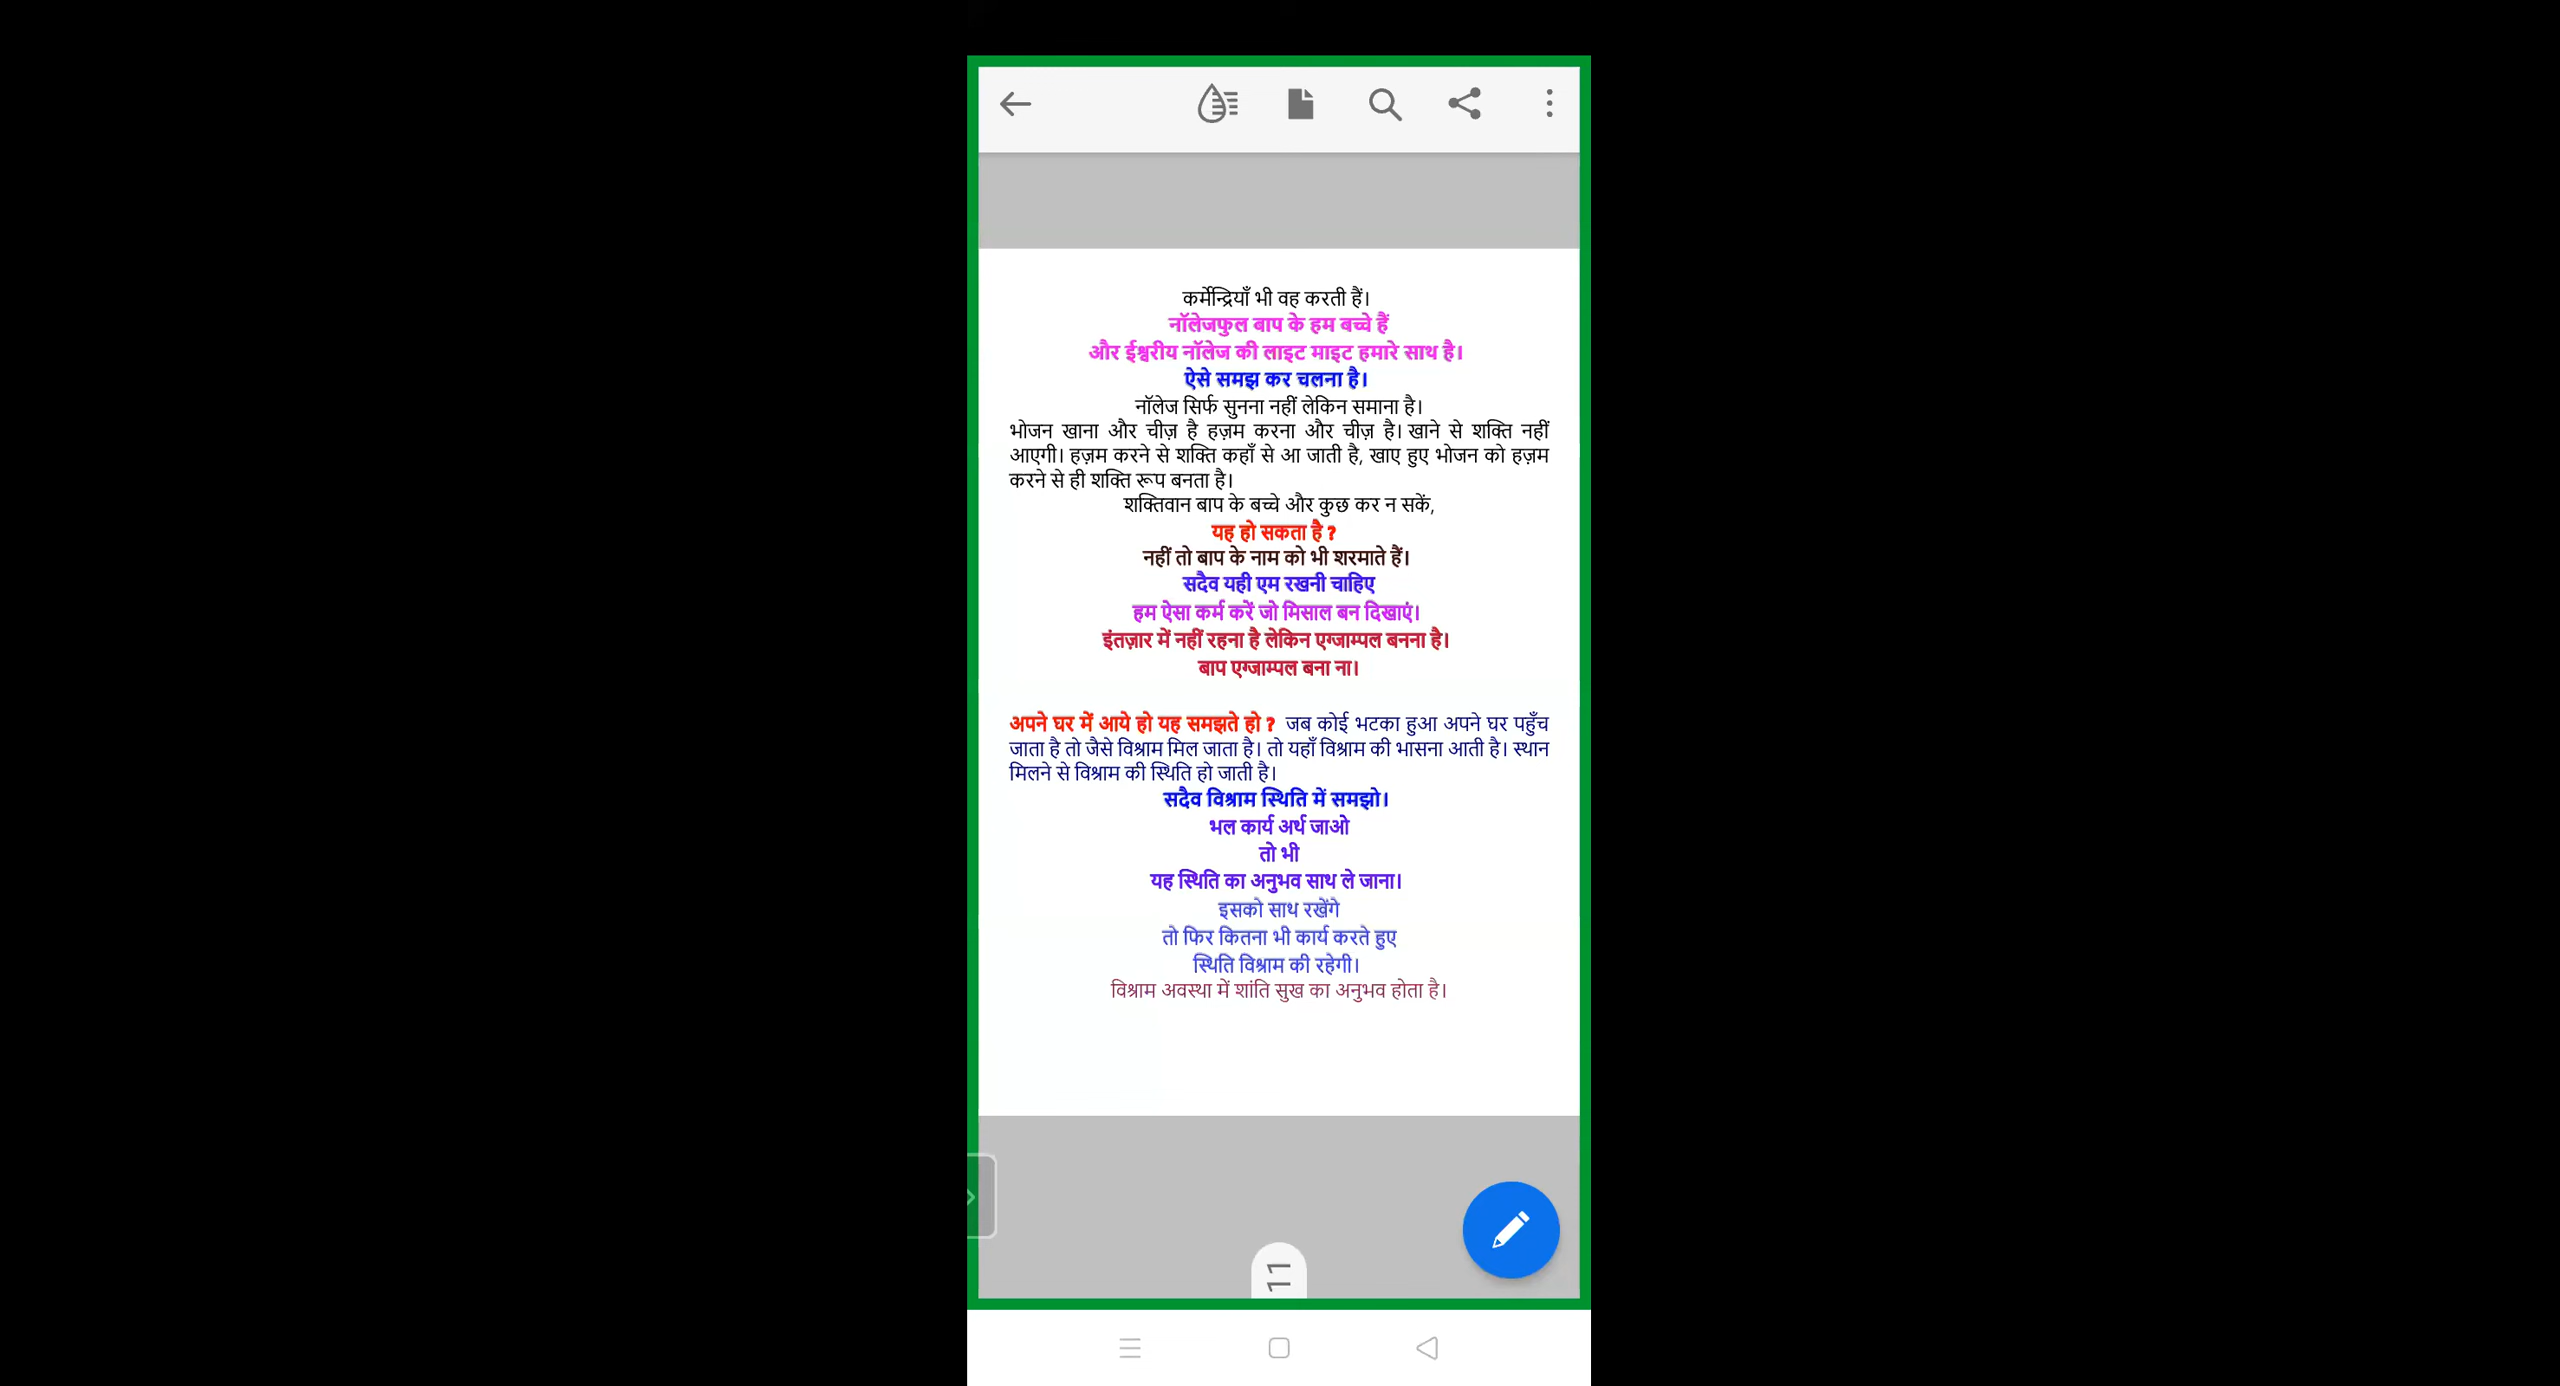 कर्मेन्द्रियाँ भी वह करती हैं।
नॉलेजफुल बाप के हम बच्चे हैं
और ईश्वरीय नॉलेज की लाइट माइट हमारे साथ है।
ऐसे समझ कर चलना है।
नॉलेज सिर्फ सुनना नहीं लेकिन समाना है।
भोजन खाना और चीज़ है हज़म करना और चीज़ है। खाने से शक्ति नहीं
आएगी। हज़म करने से शक्ति कहाँ से आ जाती है, खाए हुए भोजन को हज़म
करने से ही शक्ति रूप बनता है।
शक्तिवान बाप के बच्चे और कुछ कर न सकें,
यह हो सकता है ?
नहीं तो बाप के नाम को भी शरमाते हैं।
सदैव यही एम रखनी चाहिए
हम ऐसा कर्म करें जो मिसाल बन दिखाएं।
इंतज़ार में नहीं रहना है लेकिन एग्जाम्पल बनना है।
बाप एग्जाम्पल बना ना।
अपने घर में आये हो यह समझते हो ? जब कोई भटका हुआ अपने घर पहुँच
जाता है तो जैसे विश्राम मिल जाता है। तो यहाँ विश्राम की भासना आती है। स्थान
मिलने से विश्राम की स्थिति हो जाती है।
सदैव विश्राम स्थिति में समझो।
भल कार्य अर्थ जाओ
तो भी
यह स्थिति का अनुभव साथ ले जाना।
इसको साथ रखेंगे
तो फिर कितना भी कार्य करते हुए
स्थिति विश्राम की रहेगी।
विश्राम अवस्था में शांति सुख का अनुभव होता है।
11